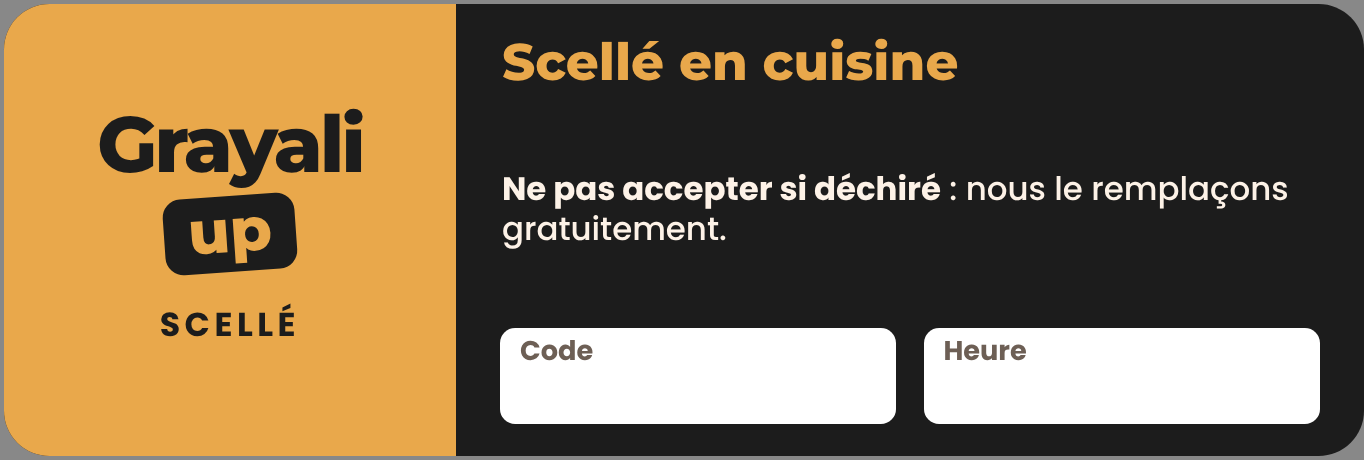 Grayali
up
SCELLÉ
Scellé en cuisine
Ne pas accepter si déchiré : nous le remplaçons
gratuitement.
Code
Heure